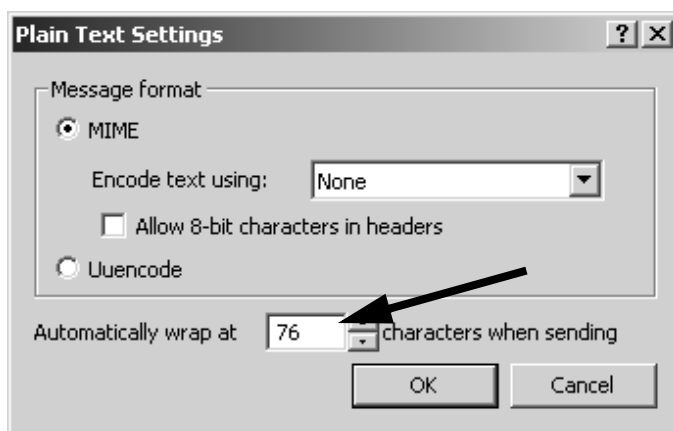 Plain Text Settings ? X
Message format
MIME
Encode text using: None
Allow 8-bit characters in headers
Uuencode
Automatically wrap at 76 characters when sending
OK Cancel